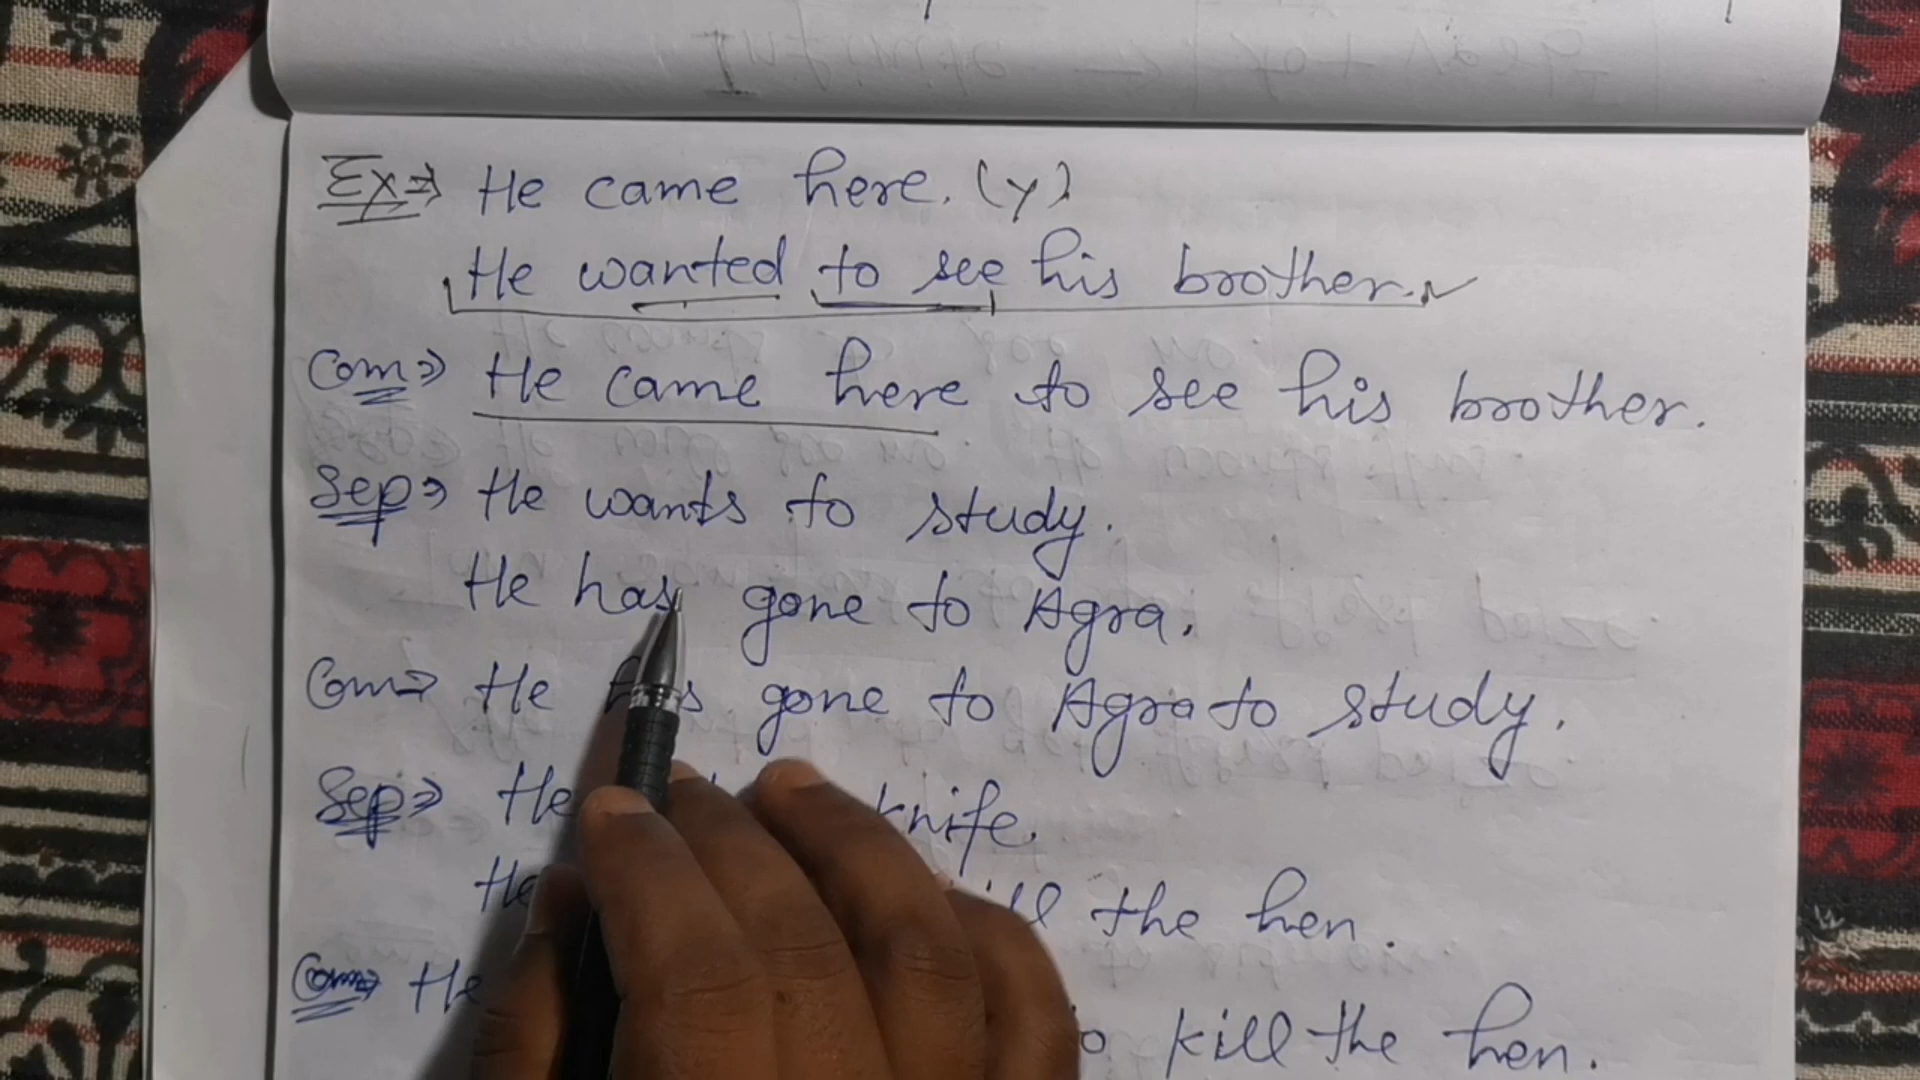 Ex⇒ He came here. (Y)
He wanted to see his brother.
Com⇒ He came here to see his brother.
Sep⇒ He wants to study.
He has gone to Agra.
Com⇒ He gone to Agra to study.
Sep⇒ He knife.
He the hen.
Com⇒ He kill the hen.